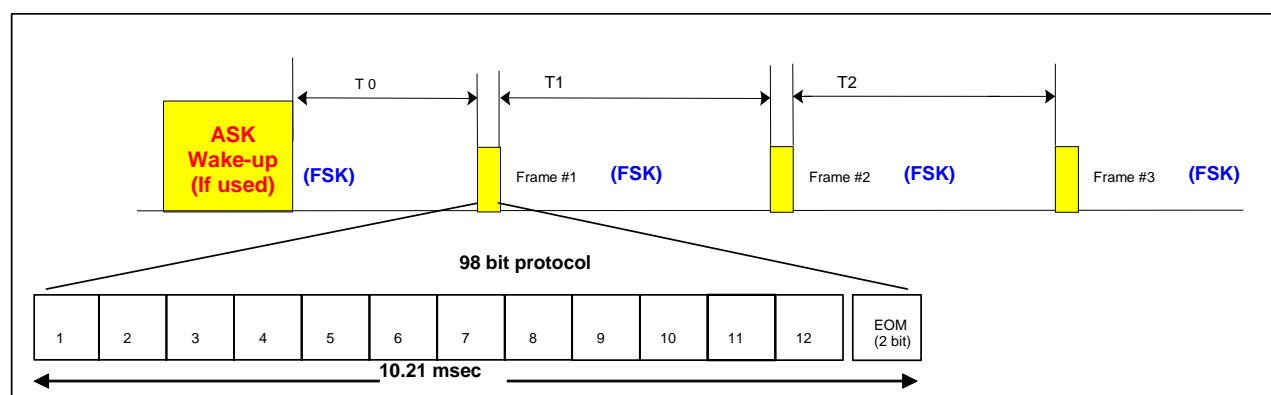 T 0
T1
T2
ASK
Wake-up
(If used)
(FSK)
Frame #1
(FSK)
Frame #2
(FSK)
Frame #3
(FSK)
98 bit protocol
1 2 3 4 5 6 7 8 9 10 11 12 EOM
(2 bit)
10.21 msec